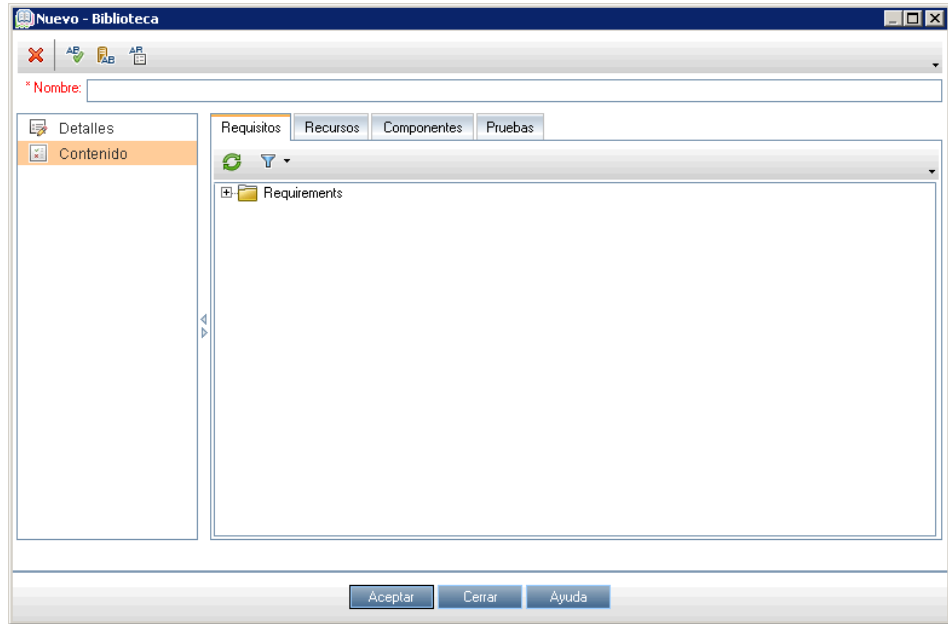 Nuevo - Biblioteca
* Nombre:
Detalles
Contenido
Requisitos Recursos Componentes Pruebas
Requirements
Aceptar Cerrar Ayuda